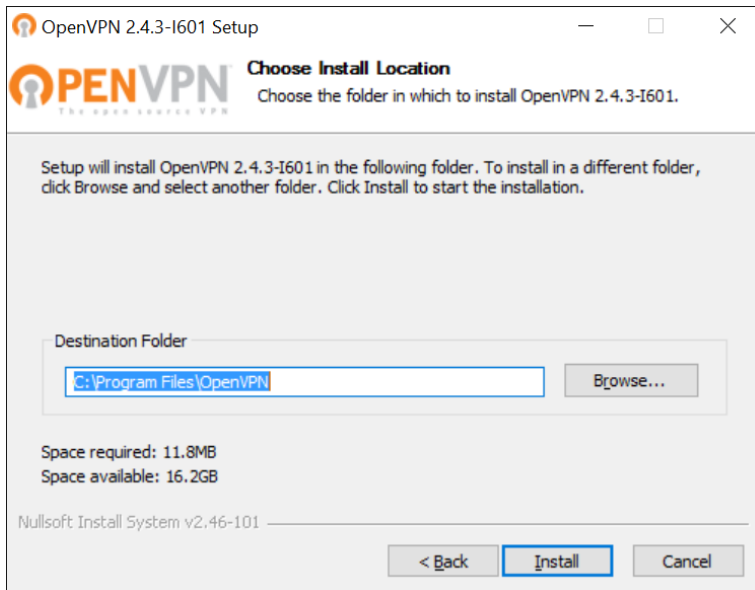 OpenVPN 2.4.3-I601 Setup
OPENVPN
The open source VPN
Choose Install Location
Choose the folder in which to install OpenVPN 2.4.3-I601.
Setup will install OpenVPN 2.4.3-I601 in the following folder. To install in a different folder,
click Browse and select another folder. Click Install to start the installation.
Destination Folder
C:\Program Files\OpenVPN
Browse...
Space required: 11.8MB
Space available: 16.2GB
Nullsoft Install System v2.46-101
< Back
Install
Cancel